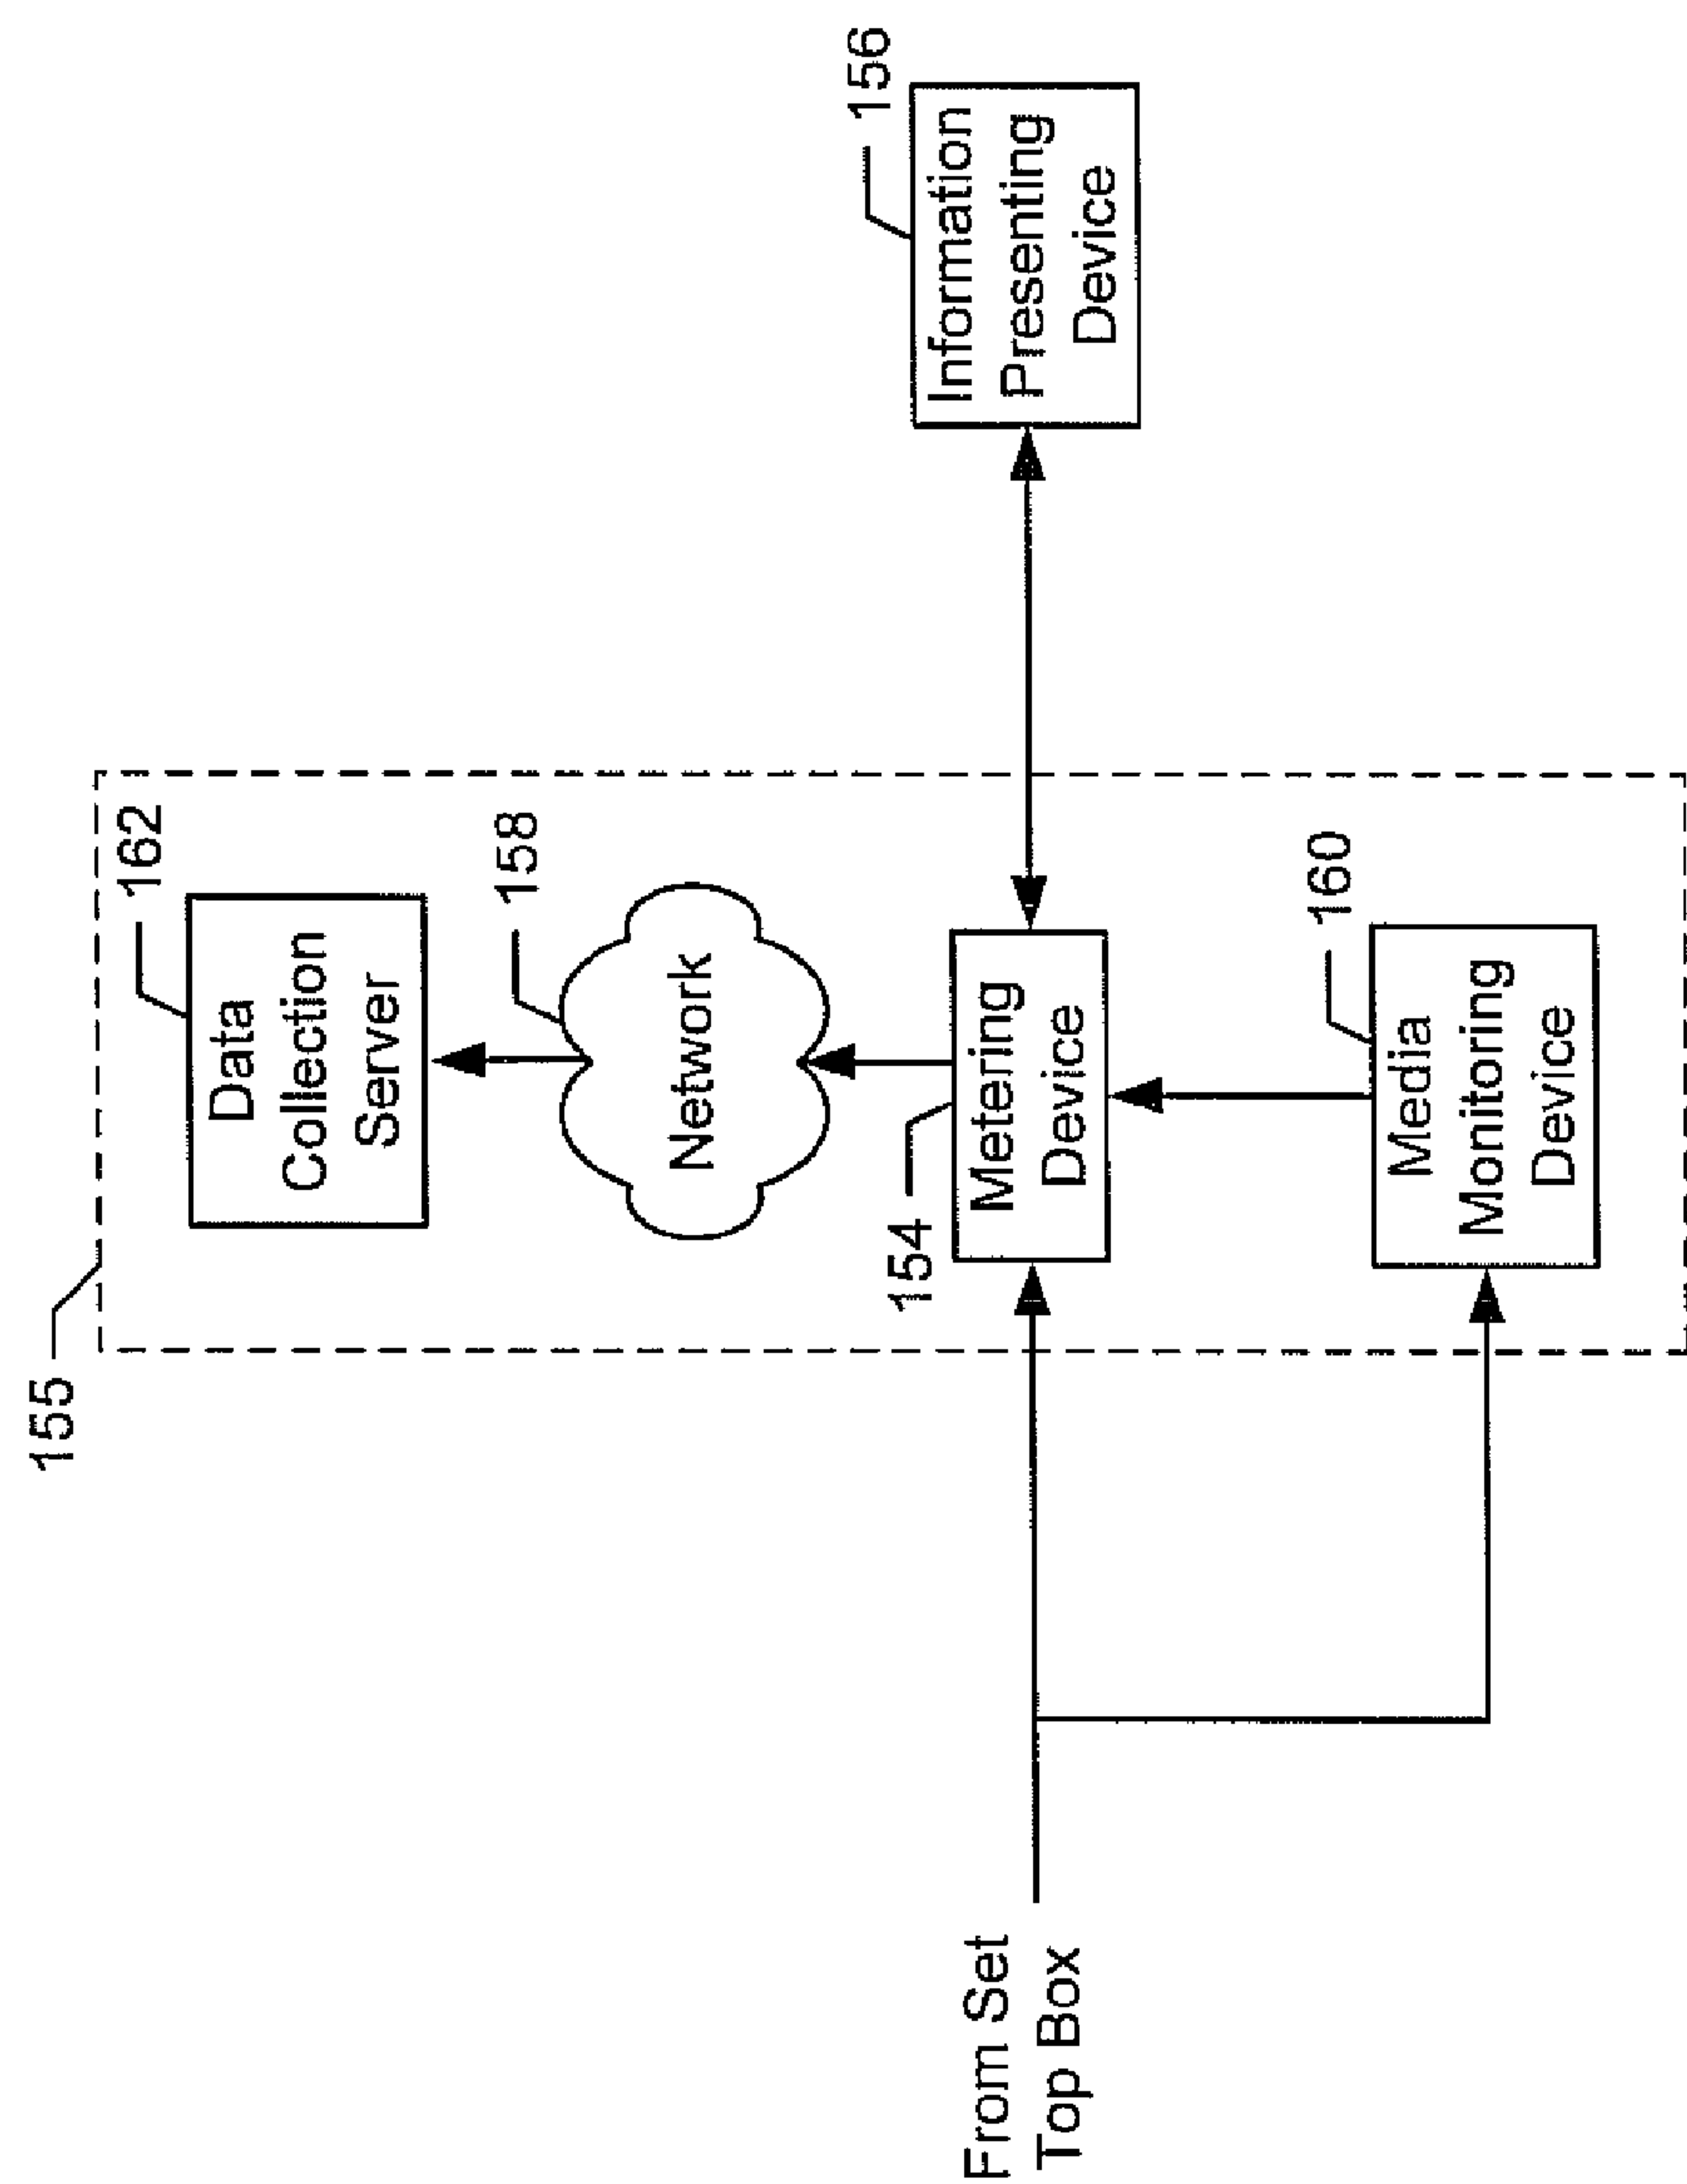 155
162
Data
Collection
Server
158
Network
156
Information
Presenting
Device
154
Metering
Device
160
Media
Monitoring
Device
From Set
Top Box